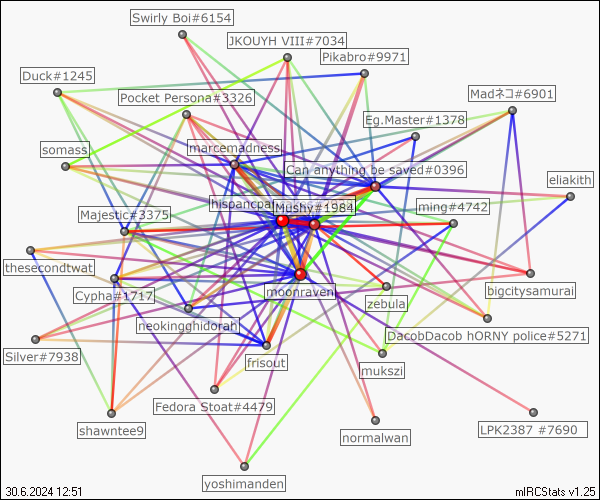 Swirly Boi#6154
JKOUYH VIII#7034
Pikabro#9971
Duck#1245
Madネコ#6901
Pocket Persona#3326
Eg.Master#1378
marcemadness
somass
Can anything be saved#0396
eliakith
hispancoa
Mushy#1984
ming#4742
Majestic#3375
thesecondtwat
moonraven
bigcitysamurai
Cypha#1717
zebula
neokingghidorah
DacobDacob hORNY police#5271
Silver#7938
frisout
mukszi
Fedora Stoat#4479
shawntee9
normalwan
LPK2387 #7690
yoshimanden
30.6.2024 12:51
mIRCStats v1.25